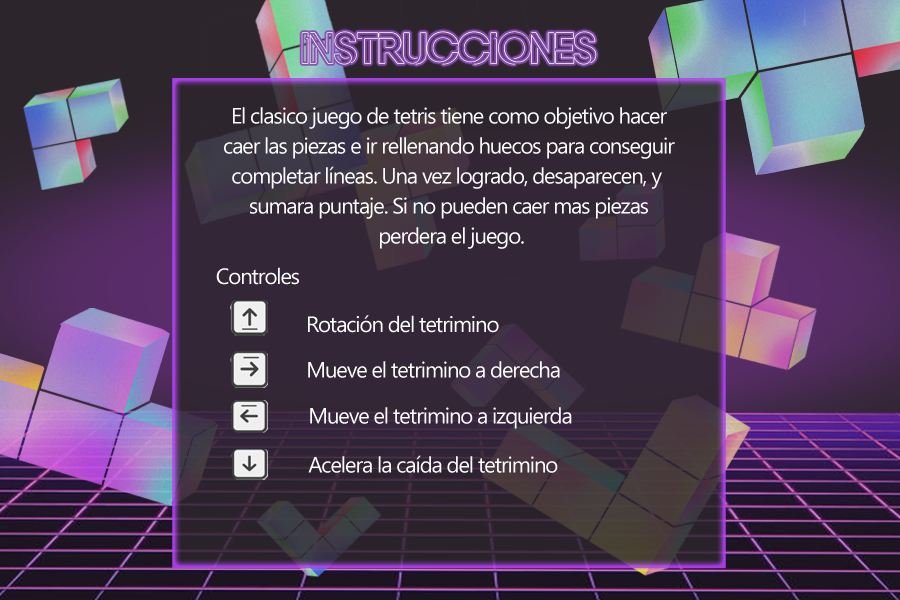 INSTRUCCIONES
El clasico juego de tetris tiene como objetivo hacer
caer las piezas e ir rellenando huecos para conseguir
completar líneas. Una vez logrado, desaparecen, y
sumara puntaje. Si no pueden caer mas piezas
perdera el juego.
Controles
Rotación del tetrimino
Mueve el tetrimino a derecha
Mueve el tetrimino a izquierda
Acelera la caída del tetrimino